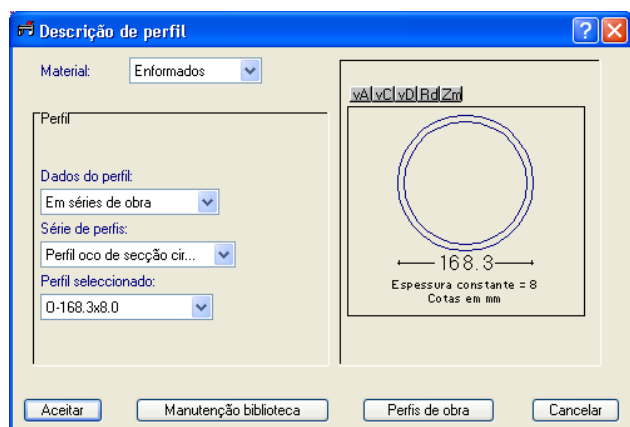 Descrição de perfil
Material:
Enformados
vA vC vD Rd Zm
Perfil
Dados do perfil:
Em séries de obra
Série de perfis:
Perfil oco de secção cir...
Perfil seleccionado:
O-168.3x8.0
168.3
Espessura constante = 8
Cotas em mm
Aceitar
Manutenção biblioteca
Perfis de obra
Cancelar